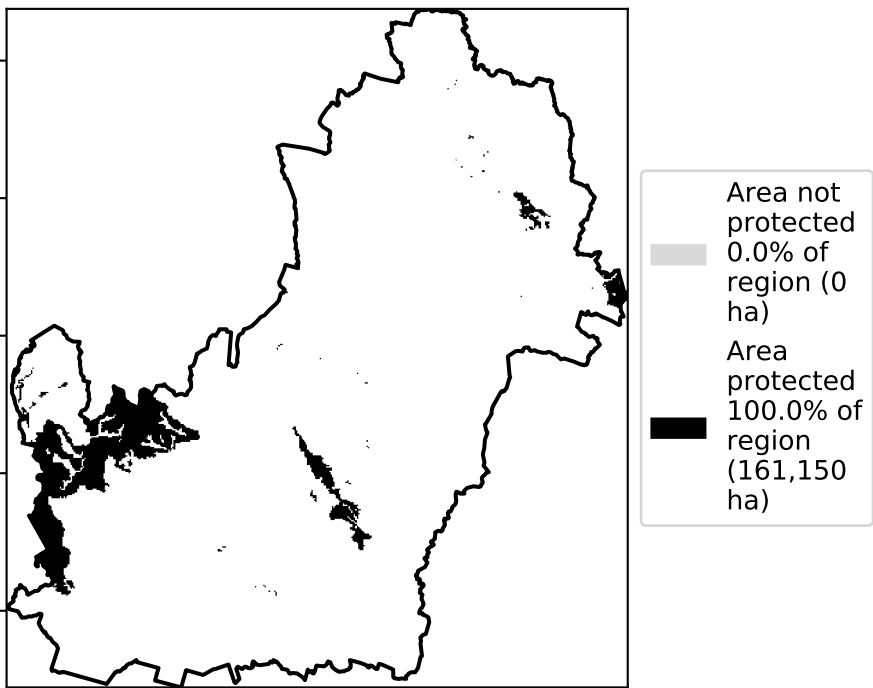 Area not
protected
0.0% of
region (0
ha)
Area
protected
100.0% of
region
(161,150
ha)